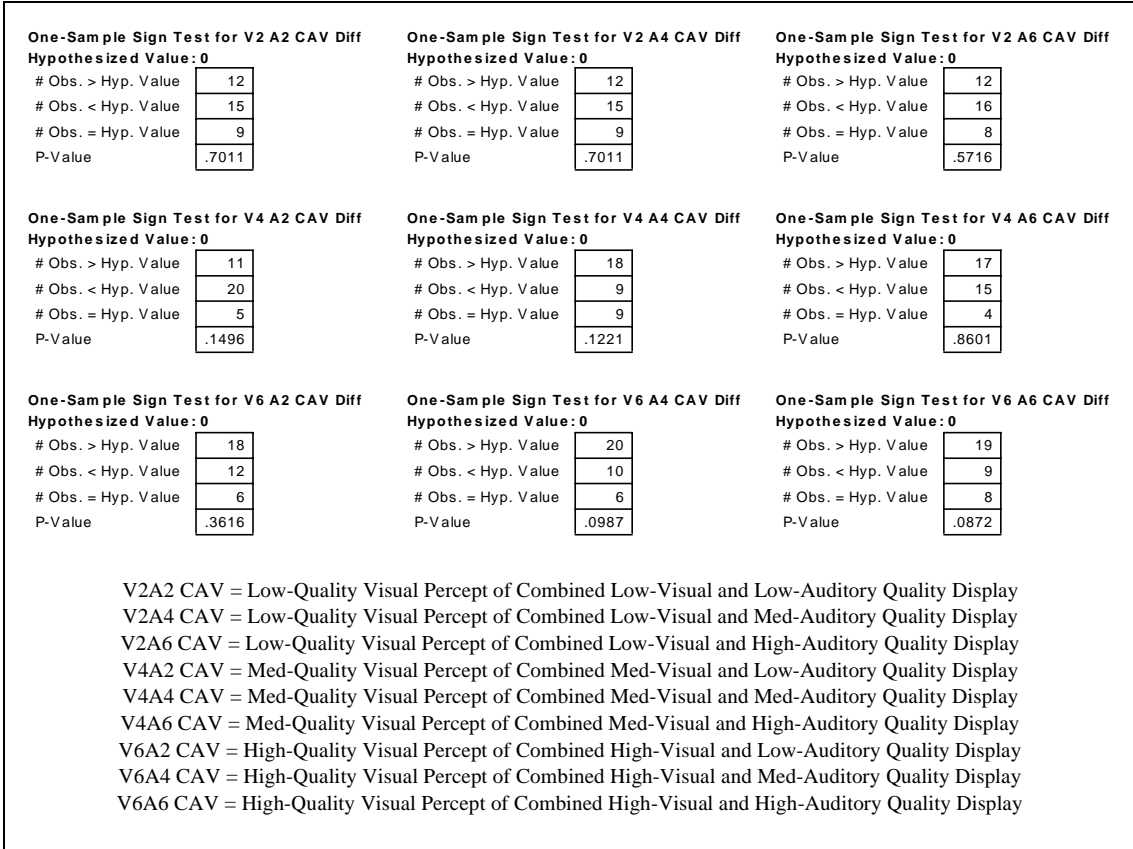 One-Sample Sign Test for V2 A2 CAV Diff
Hypothesized Value: 0
# Obs. > Hyp. Value 12
# Obs. < Hyp. Value 15
# Obs. = Hyp. Value 9
P-Value .7011
One-Sample Sign Test for V2 A4 CAV Diff
Hypothesized Value: 0
# Obs. > Hyp. Value 12
# Obs. < Hyp. Value 15
# Obs. = Hyp. Value 9
P-Value .7011
One-Sample Sign Test for V2 A6 CAV Diff
Hypothesized Value: 0
# Obs. > Hyp. Value 12
# Obs. < Hyp. Value 16
# Obs. = Hyp. Value 8
P-Value .5716
One-Sample Sign Test for V4 A2 CAV Diff
Hypothesized Value: 0
# Obs. > Hyp. Value 11
# Obs. < Hyp. Value 20
# Obs. = Hyp. Value 5
P-Value .1496
One-Sample Sign Test for V4 A4 CAV Diff
Hypothesized Value: 0
# Obs. > Hyp. Value 18
# Obs. < Hyp. Value 9
# Obs. = Hyp. Value 9
P-Value .1221
One-Sample Sign Test for V4 A6 CAV Diff
Hypothesized Value: 0
# Obs. > Hyp. Value 17
# Obs. < Hyp. Value 15
# Obs. = Hyp. Value 4
P-Value .8601
One-Sample Sign Test for V6 A2 CAV Diff
Hypothesized Value: 0
# Obs. > Hyp. Value 18
# Obs. < Hyp. Value 12
# Obs. = Hyp. Value 6
P-Value .3616
One-Sample Sign Test for V6 A4 CAV Diff
Hypothesized Value: 0
# Obs. > Hyp. Value 20
# Obs. < Hyp. Value 10
# Obs. = Hyp. Value 6
P-Value .0987
One-Sample Sign Test for V6 A6 CAV Diff
Hypothesized Value: 0
# Obs. > Hyp. Value 19
# Obs. < Hyp. Value 9
# Obs. = Hyp. Value 8
P-Value .0872
V2A2 CAV = Low-Quality Visual Percept of Combined Low-Visual and Low-Auditory Quality Display
V2A4 CAV = Low-Quality Visual Percept of Combined Low-Visual and Med-Auditory Quality Display
V2A6 CAV = Low-Quality Visual Percept of Combined Low-Visual and High-Auditory Quality Display
V4A2 CAV = Med-Quality Visual Percept of Combined Med-Visual and Low-Auditory Quality Display
V4A4 CAV = Med-Quality Visual Percept of Combined Med-Visual and Med-Auditory Quality Display
V4A6 CAV = Med-Quality Visual Percept of Combined Med-Visual and High-Auditory Quality Display
V6A2 CAV = High-Quality Visual Percept of Combined High-Visual and Low-Auditory Quality Display
V6A4 CAV = High-Quality Visual Percept of Combined High-Visual and Med-Auditory Quality Display
V6A6 CAV = High-Quality Visual Percept of Combined High-Visual and High-Auditory Quality Display